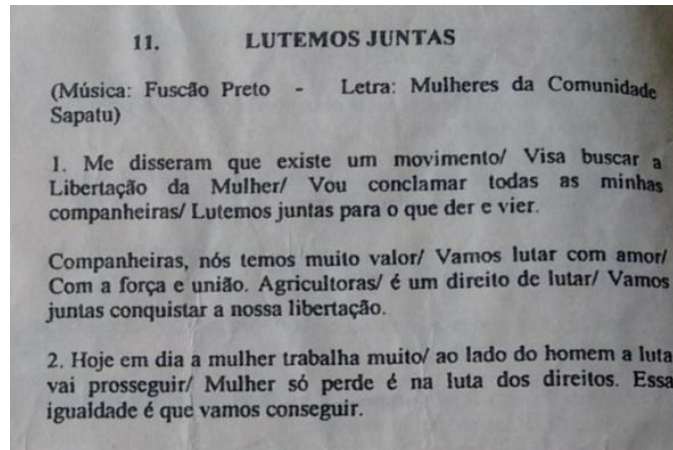 11. LUTEMOS JUNTAS
(Música: Fuscão Preto - Letra: Mulheres da Comunidade
Sapatu)
1. Me disseram que existe um movimento/ Visa buscar a
Libertação da Mulher/ Vou conclamar todas as minhas
companheiras/ Lutemos juntas para o que der e vier.
Companheiras, nós temos muito valor/ Vamos lutar com amor/
Com a força e união. Agricultoras/ é um direito de lutar/ Vamos
juntas conquistar a nossa libertação.
2. Hoje em dia a mulher trabalha muito/ ao lado do homem a luta
vai prosseguir/ Mulher só perde é na luta dos direitos. Essa
igualdade é que vamos conseguir.